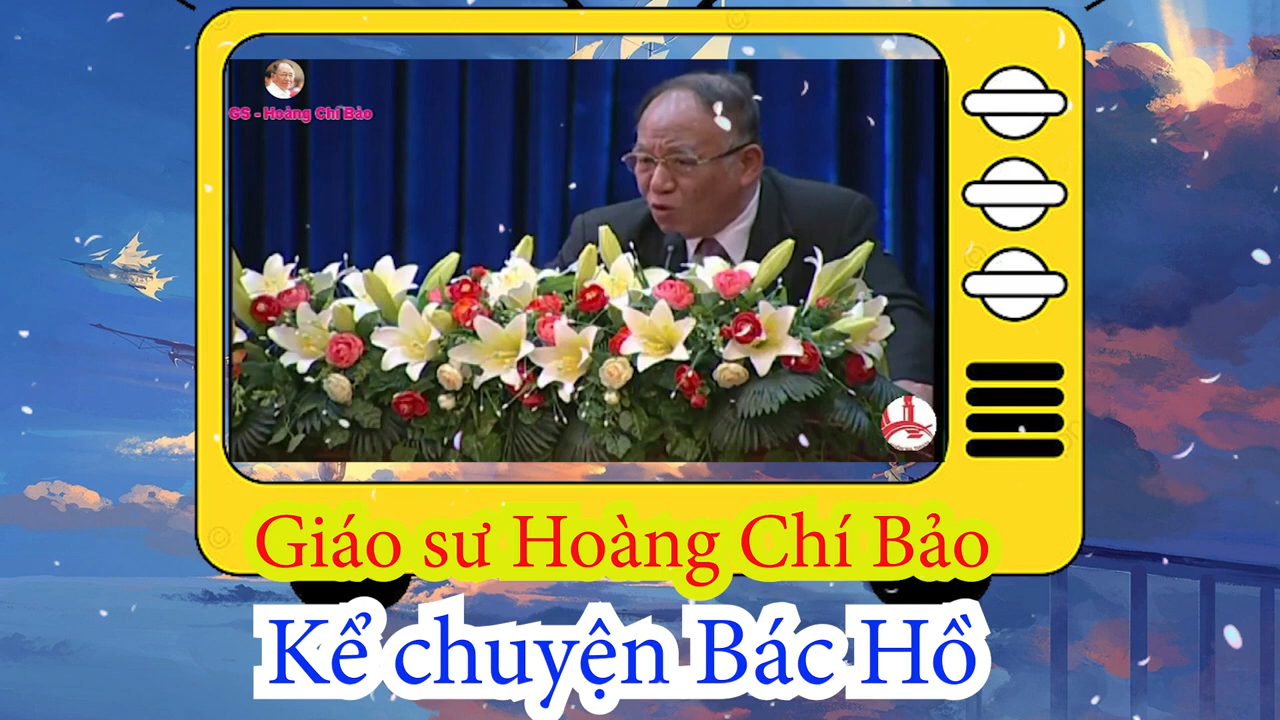 GS - Hoàng Chí Bảo
Giáo sư Hoàng Chí Bảo
Kể chuyện Bác Hồ